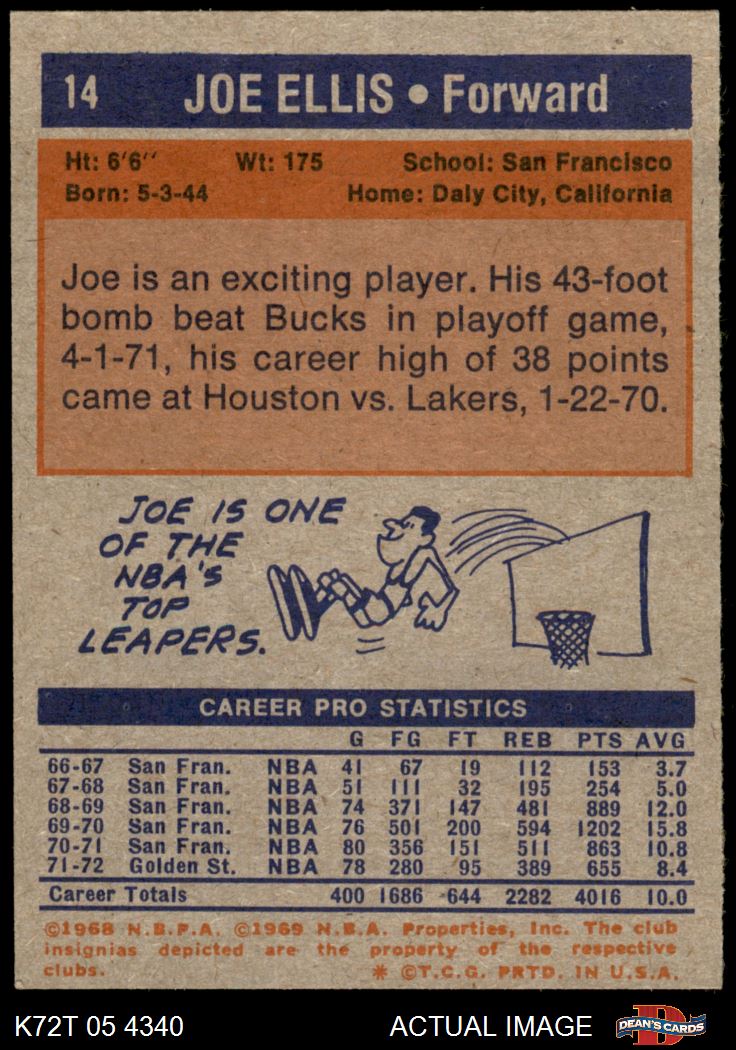 14 JOE ELLIS • Forward
Ht: 6'6'' Wt: 175 School: San Francisco
Born: 5-3-44 Home: Daly City, California
Joe is an exciting player. His 43-foot
bomb beat Bucks in playoff game,
4-1-71, his career high of 38 points
came at Houston vs. Lakers, 1-22-70.
JOE IS ONE
OF THE
NBA'S
TOP
LEAPERS.
CAREER PRO STATISTICS
G FG FT REB PTS AVG
66-67 San Fran. NBA 41 67 19 112 153 3.7
67-68 San Fran. NBA 51 111 32 195 254 5.0
68-69 San Fran. NBA 74 371 147 481 889 12.0
69-70 San Fran. NBA 76 501 200 594 1202 15.8
70-71 San Fran. NBA 80 356 151 511 863 10.8
71-72 Golden St. NBA 78 280 95 389 655 8.4
Career Totals 400 1686 644 2282 4016 10.0
©1968 N.B.P.A. ©1969 N.B.A. Properties, Inc. The club
insignias depicted are the property of the respective
clubs. * ©T.C.G. PRTD. IN U.S.A.
K72T 05 4340 ACTUAL IMAGE D DEAN'S CARDS